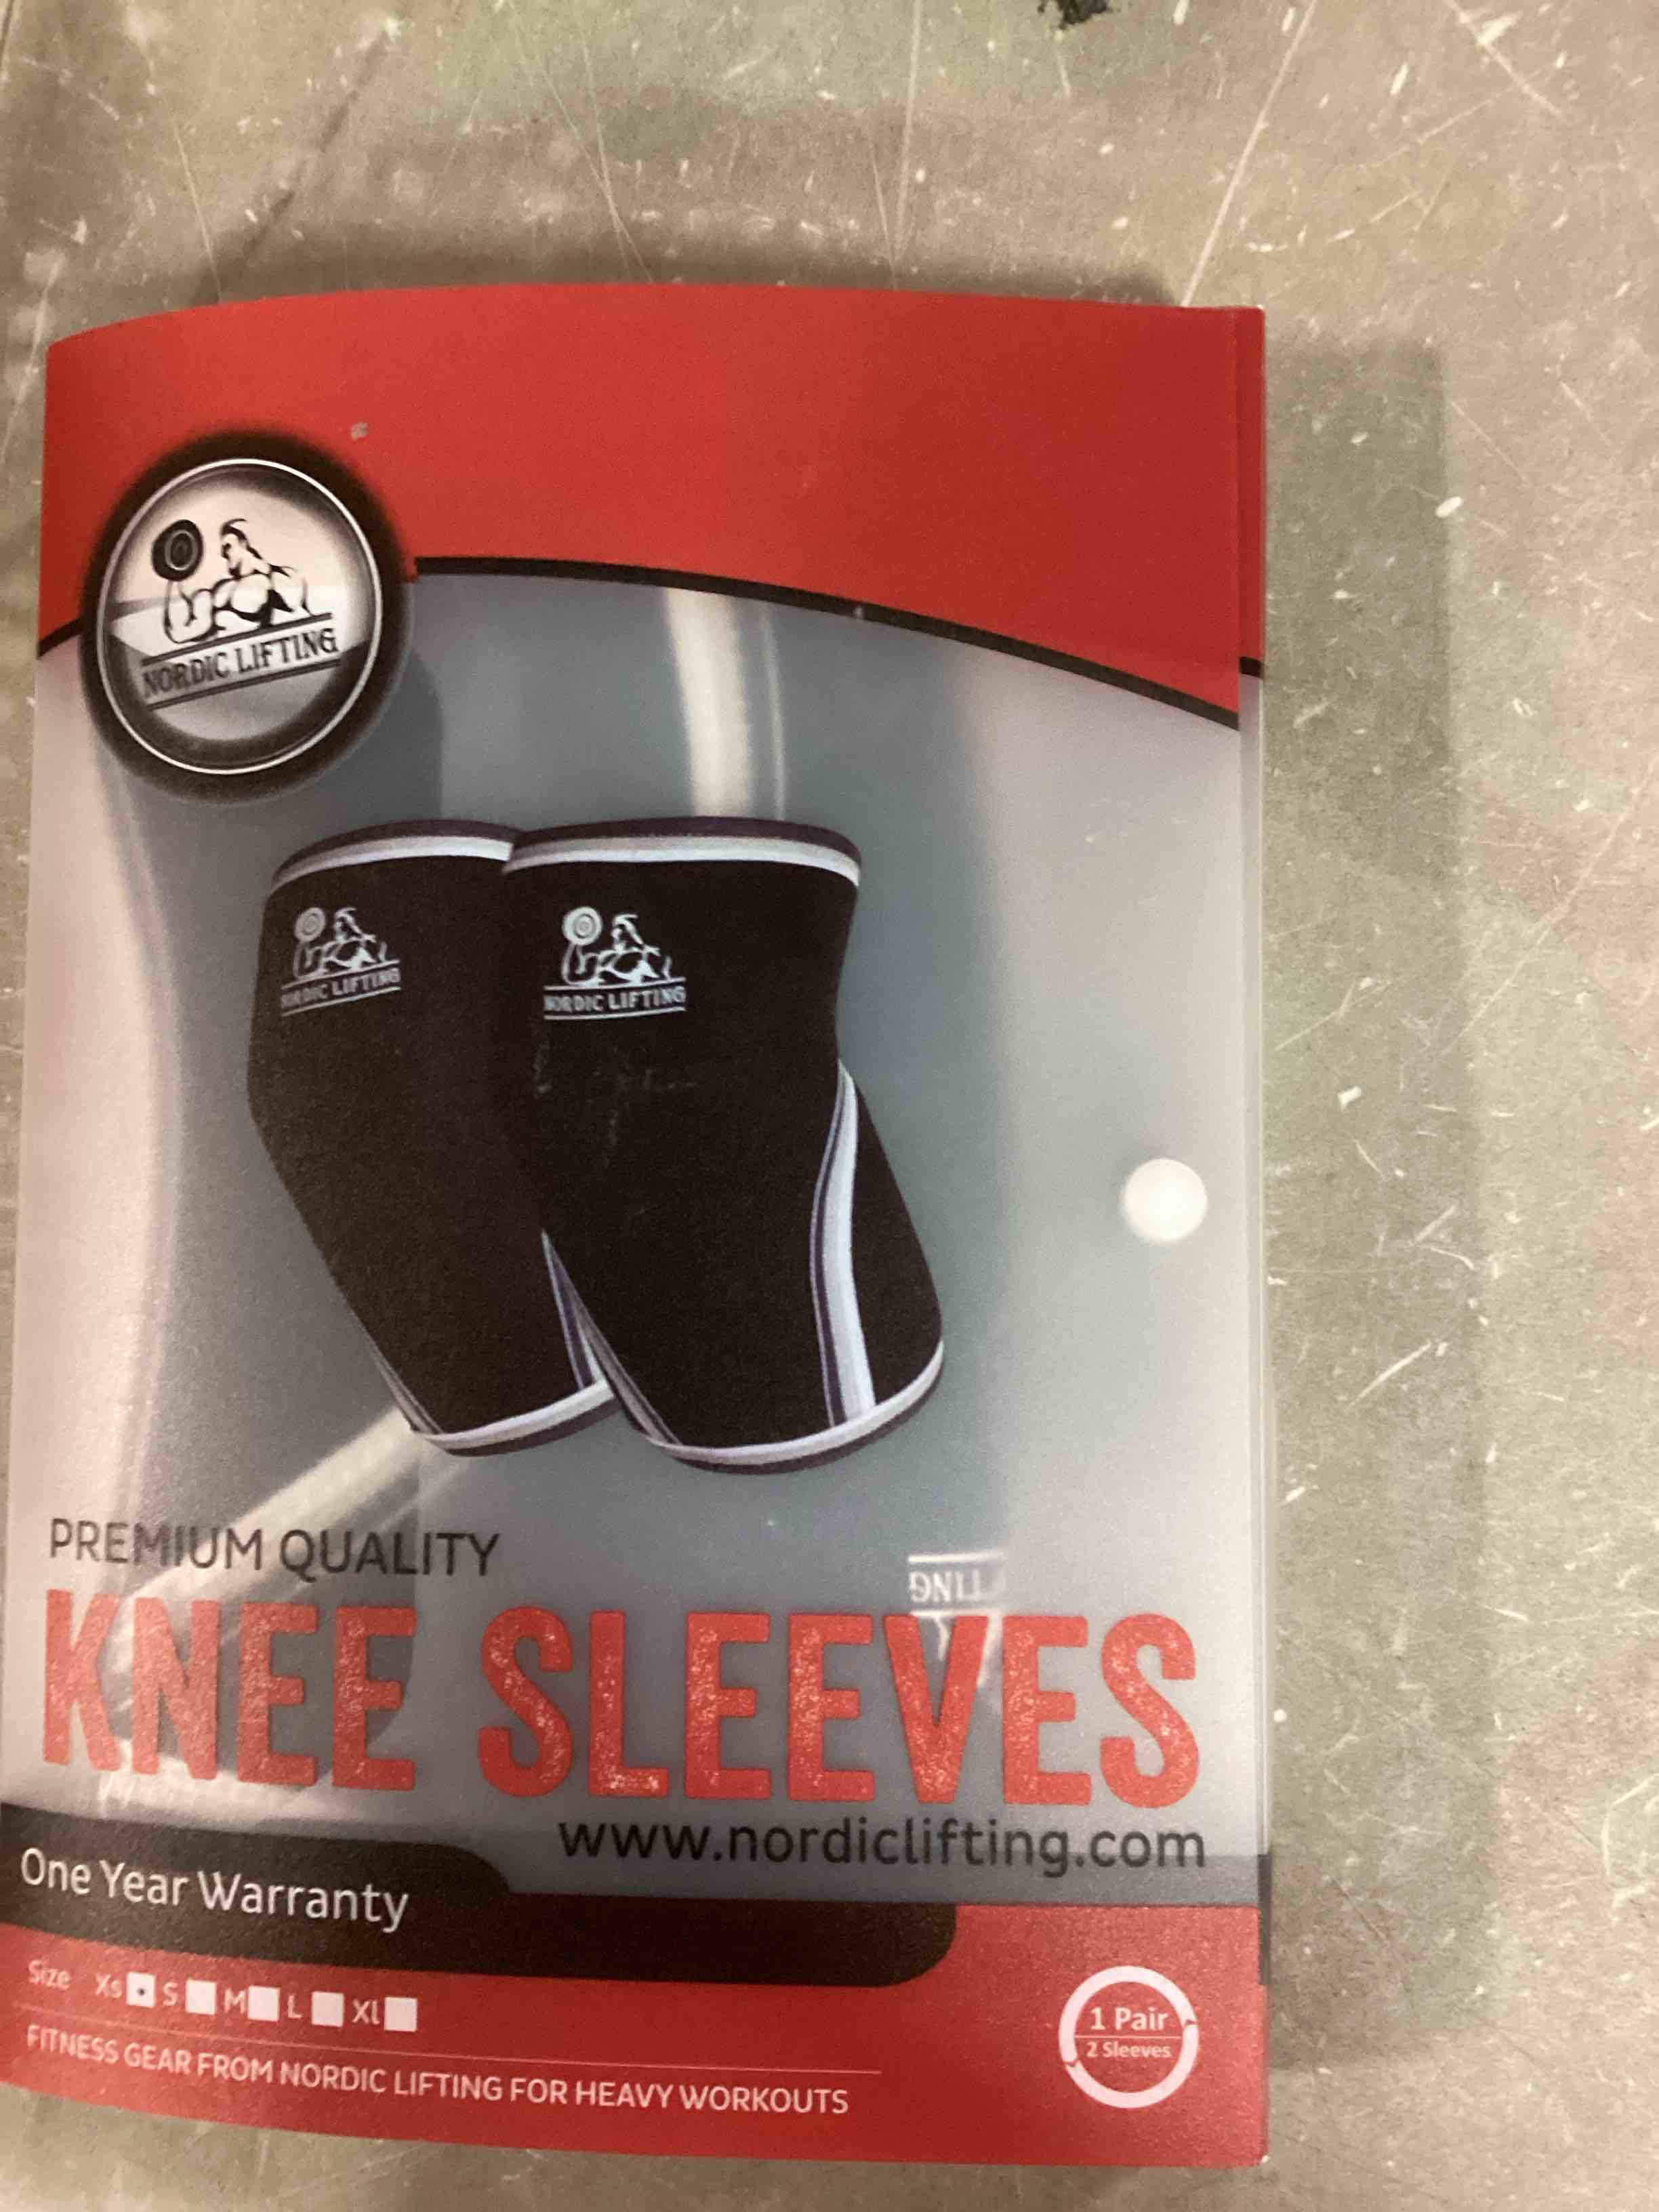 NORDIC LIFTING
NORDIC LIFTING
NORDIC LIFTING
PREMIUM QUALITY
KNEE SLEEVES
www.nordiclifting.com
One Year Warranty
Size Xs S M L Xl
1 Pair
2 Sleeves
FITNESS GEAR FROM NORDIC LIFTING FOR HEAVY WORKOUTS